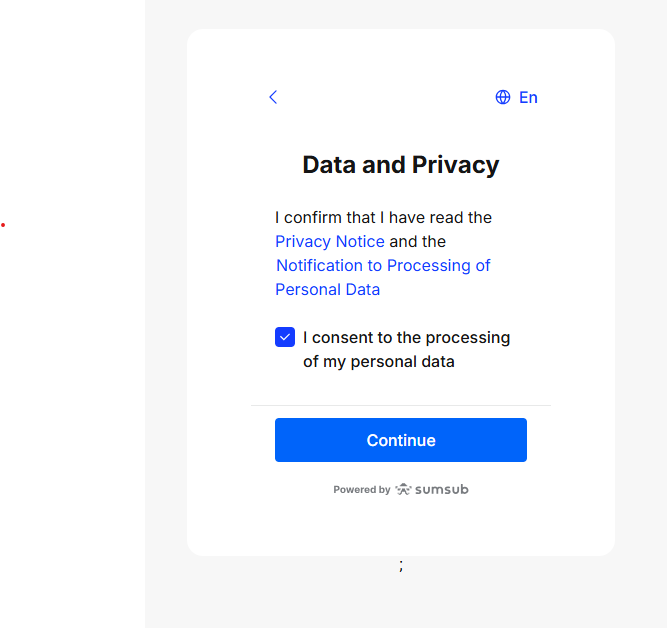 En
Data and Privacy
I confirm that I have read the
Privacy Notice and the
Notification to Processing of
Personal Data
I consent to the processing
of my personal data
Continue
Powered by sumsub
;